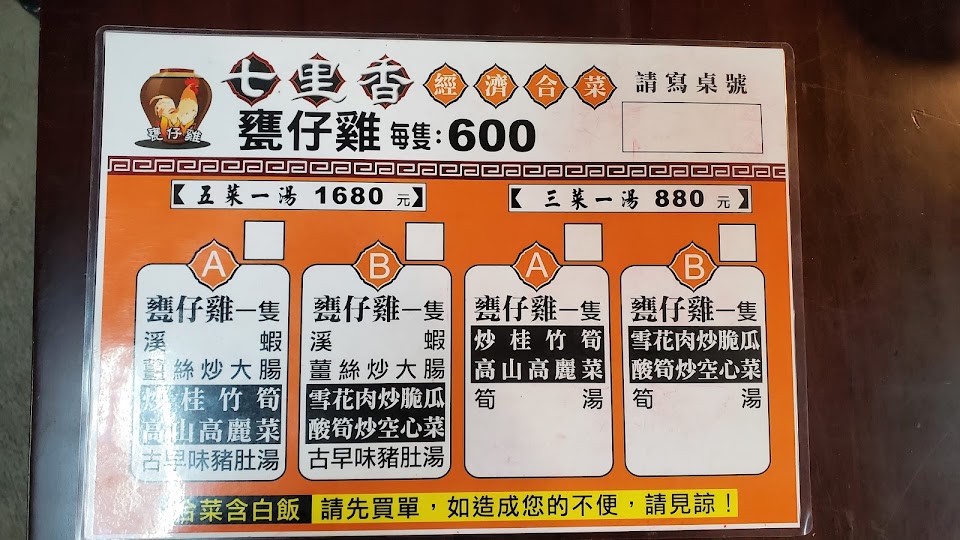 七里香 經濟合菜
請寫桌號
甕仔雞
甕仔雞 每隻:600
【五菜一湯 1680 元】
【三菜一湯 880 元】
A
甕仔雞一隻
溪蝦
薑絲炒大腸
炒桂竹筍
高山高麗菜
古早味豬肚湯
B
甕仔雞一隻
溪蝦
薑絲炒大腸
雪花肉炒脆瓜
酸筍炒空心菜
古早味豬肚湯
A
甕仔雞一隻
炒桂竹筍
高山高麗菜
筍湯
B
甕仔雞一隻
雪花肉炒脆瓜
酸筍炒空心菜
筍湯
合菜含白飯 請先買單,如造成您的不便,請見諒!